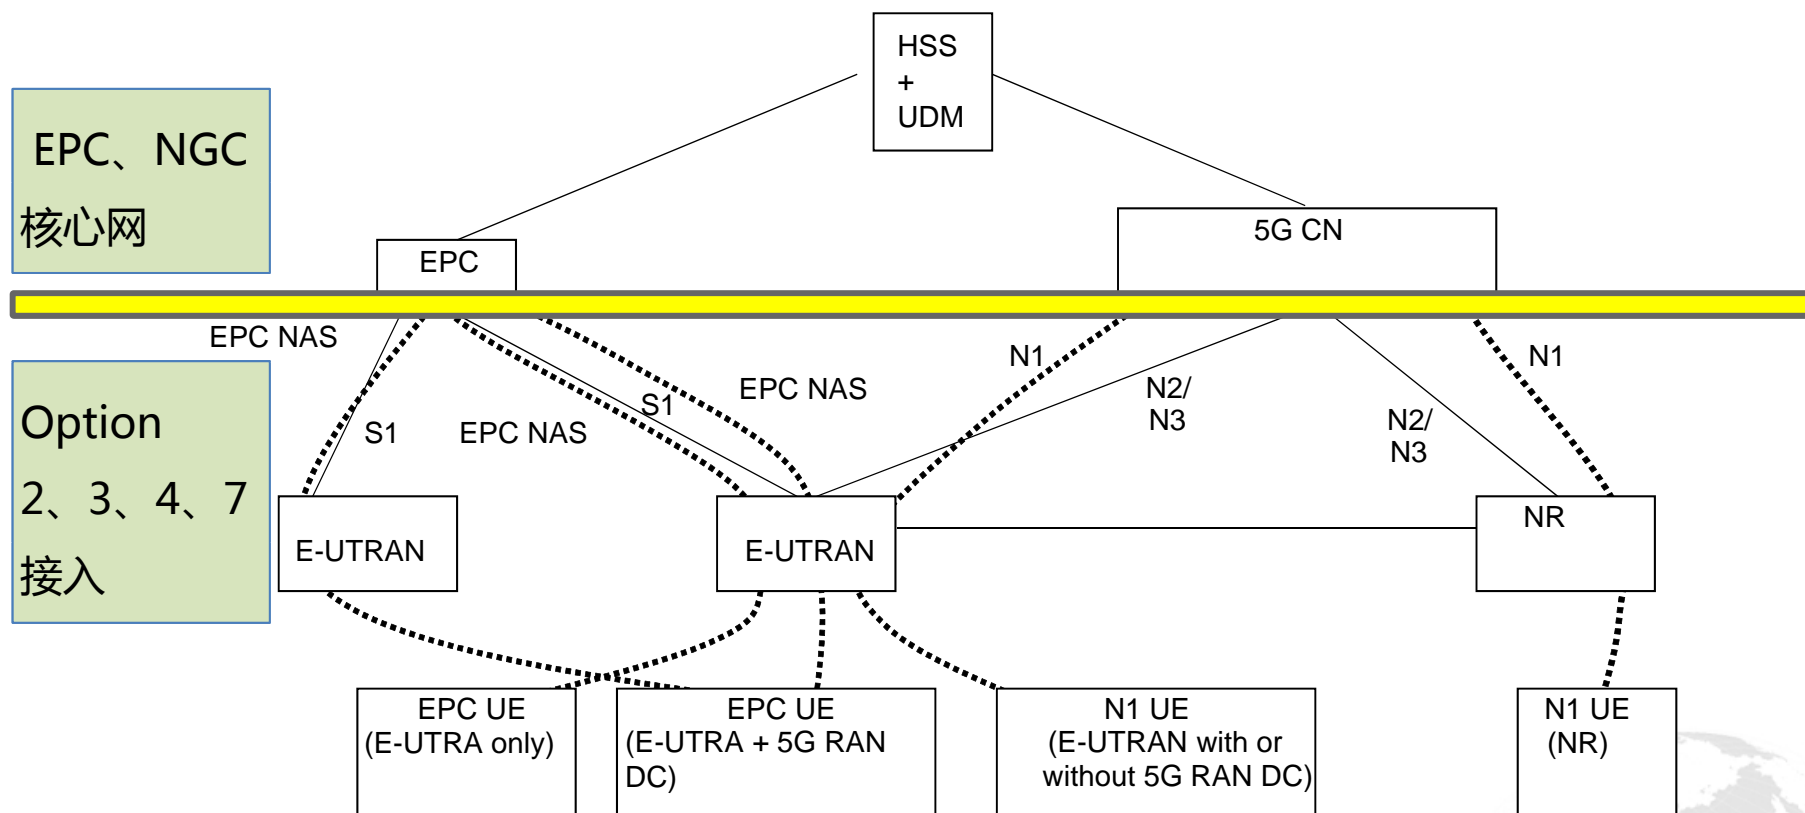 HSS
+
UDM
EPC、NGC
核心网
5G CN
EPC
EPC NAS
Option
2、3、4、7
接入
S1
EPC NAS
S1
EPC NAS
N1
N2/
N3
N2/
N3
N1
E-UTRAN
E-UTRAN
NR
EPC UE
(E-UTRA only)
EPC UE
(E-UTRA + 5G RAN
DC)
N1 UE
(E-UTRAN with or
without 5G RAN DC)
N1 UE
(NR)